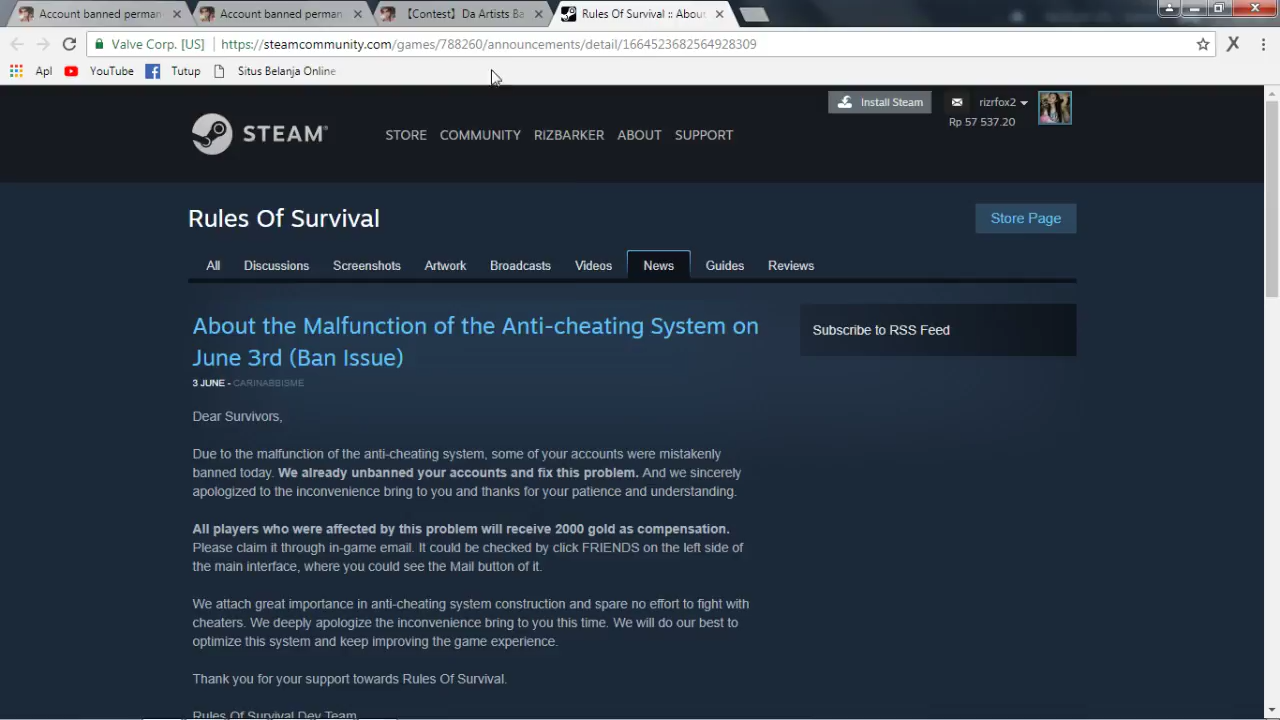 Account banned perman
Account banned perman
【Contest】Da Artists Ba
Rules Of Survival :: Abou
Valve Corp. [US]
https://steamcommunity.com/games/788260/announcements/detail/1664523682564928309
Apl
YouTube
Tutup
Situs Belanja Online
Install Steam
rizrfox2
Rp 57 537.20
STEAM®
STORE
COMMUNITY
RIZBARKER
ABOUT
SUPPORT
Rules Of Survival
Store Page
All
Discussions
Screenshots
Artwork
Broadcasts
Videos
News
Guides
Reviews
About the Malfunction of the Anti-cheating System on
June 3rd (Ban Issue)
3 JUNE - CARINABBISME
Subscribe to RSS Feed
Dear Survivors,
Due to the malfunction of the anti-cheating system, some of your accounts were mistakenly
banned today. We already unbanned your accounts and fix this problem. And we sincerely
apologized to the inconvenience bring to you and thanks for your patience and understanding.
All players who were affected by this problem will receive 2000 gold as compensation.
Please claim it through in-game email. It could be checked by click FRIENDS on the left side of
the main interface, where you could see the Mail button of it.
We attach great importance in anti-cheating system construction and spare no effort to fight with
cheaters. We deeply apologize the inconvenience bring to you this time. We will do our best to
optimize this system and keep improving the game experience.
Thank you for your support towards Rules Of Survival.
Rules Of Survival Dev Team